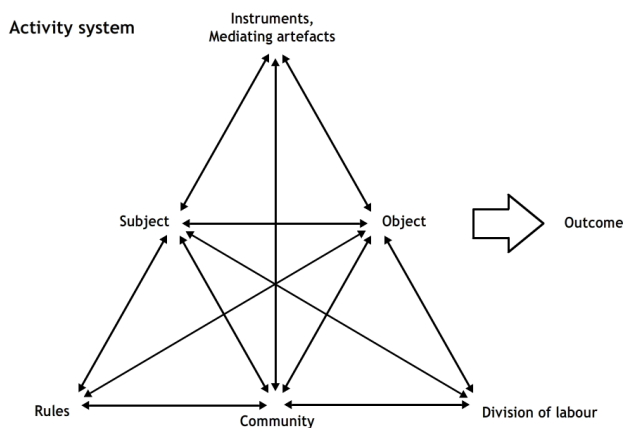 Activity system
Instruments,
Mediating artefacts
Subject
Object
Outcome
Rules
Community
Division of labour